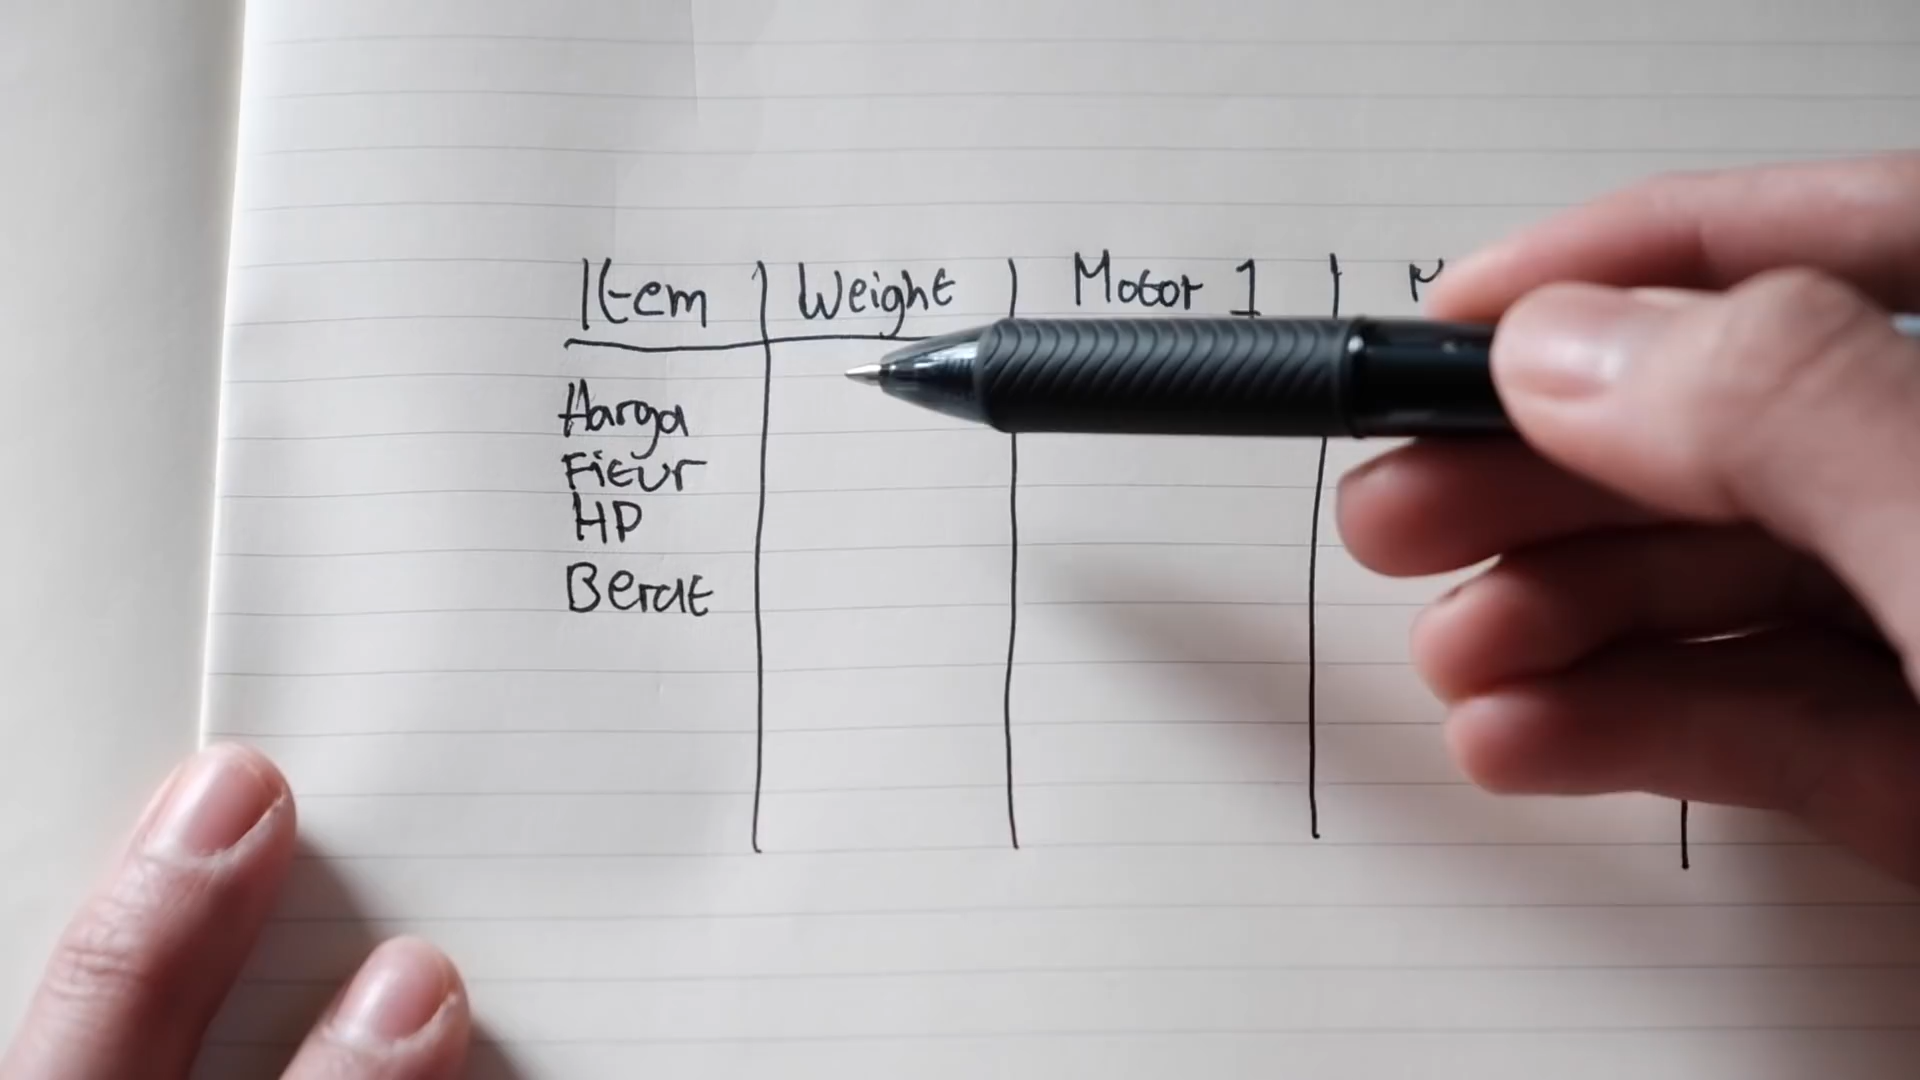 Item Weight Motor 1
Harga
Fitur
HP
Berat